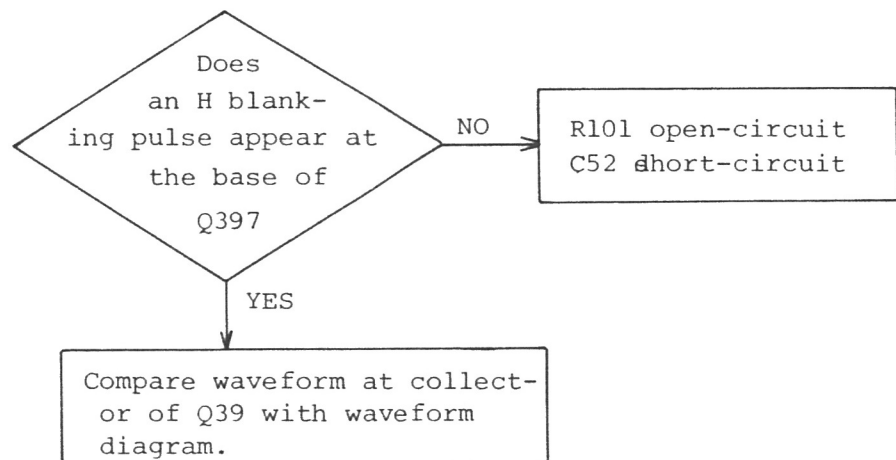 Does
an H blank-
ing pulse appear at
the base of
Q397
NO
R101 open-circuit
C52 short-circuit
YES
Compare waveform at collect-
or of Q39 with waveform
diagram.